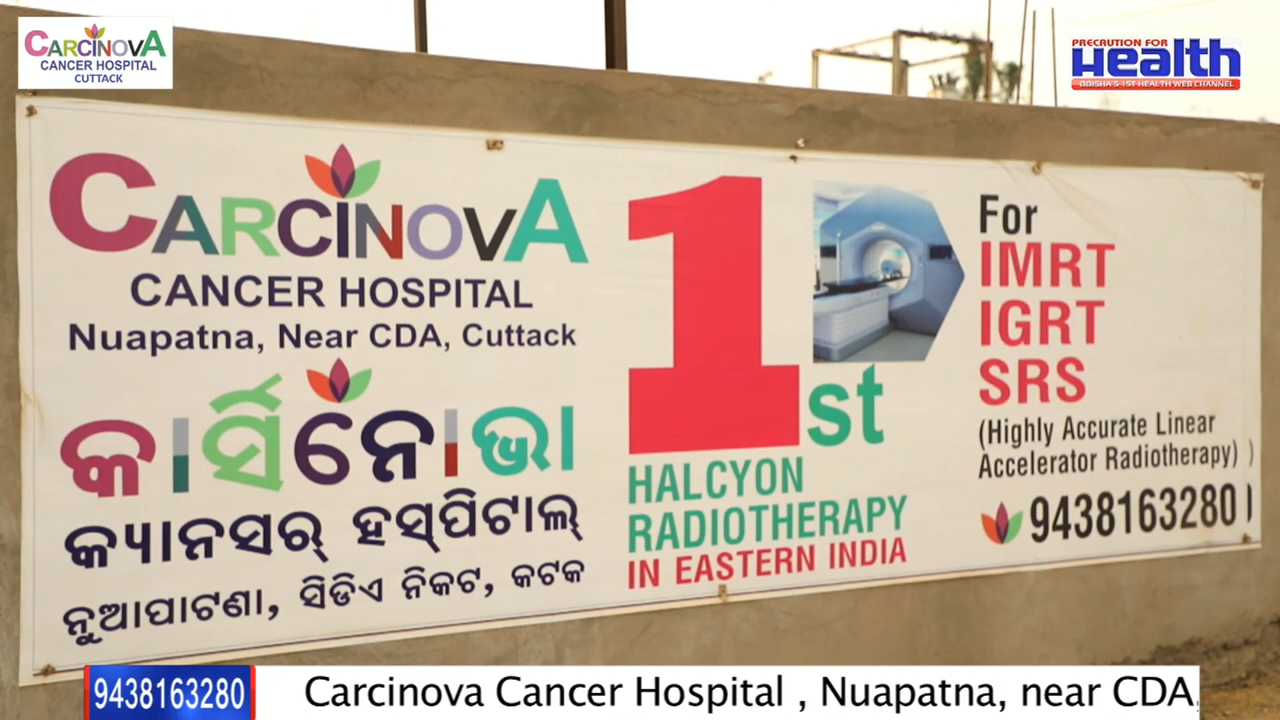 CARCINOVA
CANCER HOSPITAL
CUTTACK
PRECAUTION FOR
Health
ODISHA'S 1ST HEALTH WEB CHANNEL
CARCINOVA
CANCER HOSPITAL
Nuapatna, Near CDA, Cuttack
କାର୍ସିନୋଭା
କ୍ୟାନସର୍ ହସ୍‌ପିଟାଲ୍
ନୁଆପାଟଣା, ସିଡିଏ ନିକଟ, କଟକ
1st
HALCYON
RADIOTHERAPY
IN EASTERN INDIA
For
IMRT
IGRT
SRS
(Highly Accurate Linear
Accelerator Radiotherapy) )
9438163280
9438163280
Carcinova Cancer Hospital , Nuapatna, near CDA,